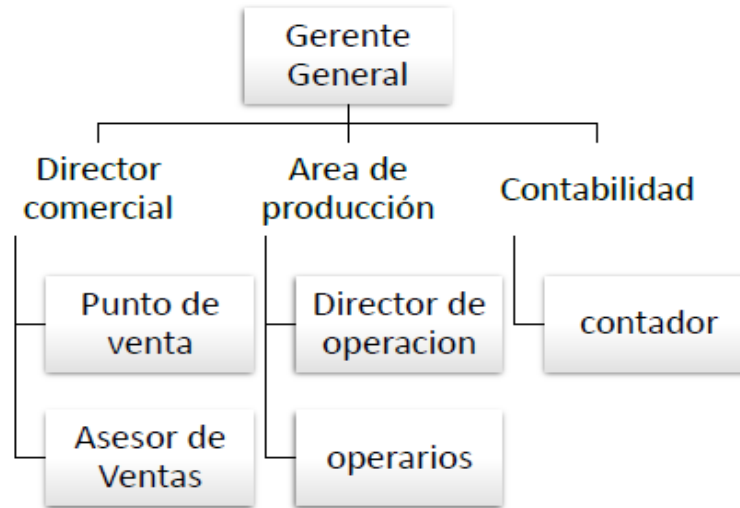 Gerente
General
Director
comercial
Area de
producción
Contabilidad
Punto de
venta
Director de
operacion
contador
Asesor de
Ventas
operarios